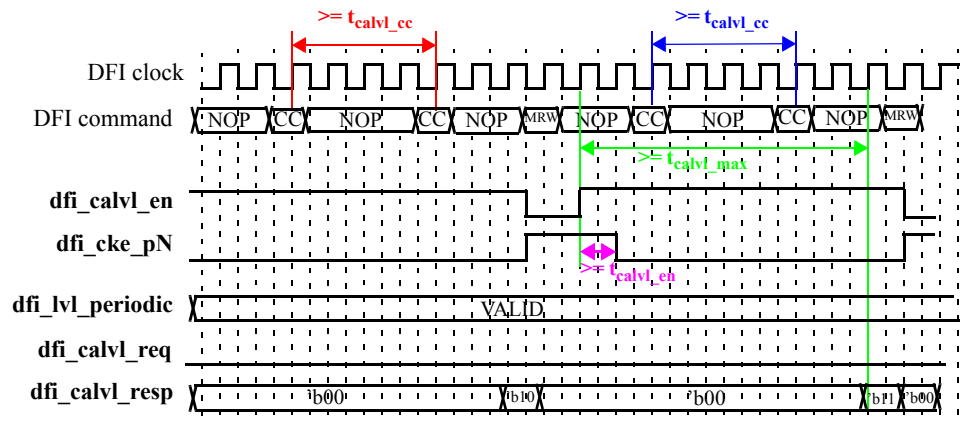 >= tcalvl_cc >= tcalvl_cc
DFI clock
DFI command NOP CC NOP CC NOP MRW NOP CC NOP CC NOP MRW
>= tcalvl_max
dfi_calvl_en
dfi_cke_pN
>= tcalvl_en
dfi_lvl_periodic VALID
dfi_calvl_req
dfi_calvl_resp 'b00 'b10 'b00 'b11 'b00